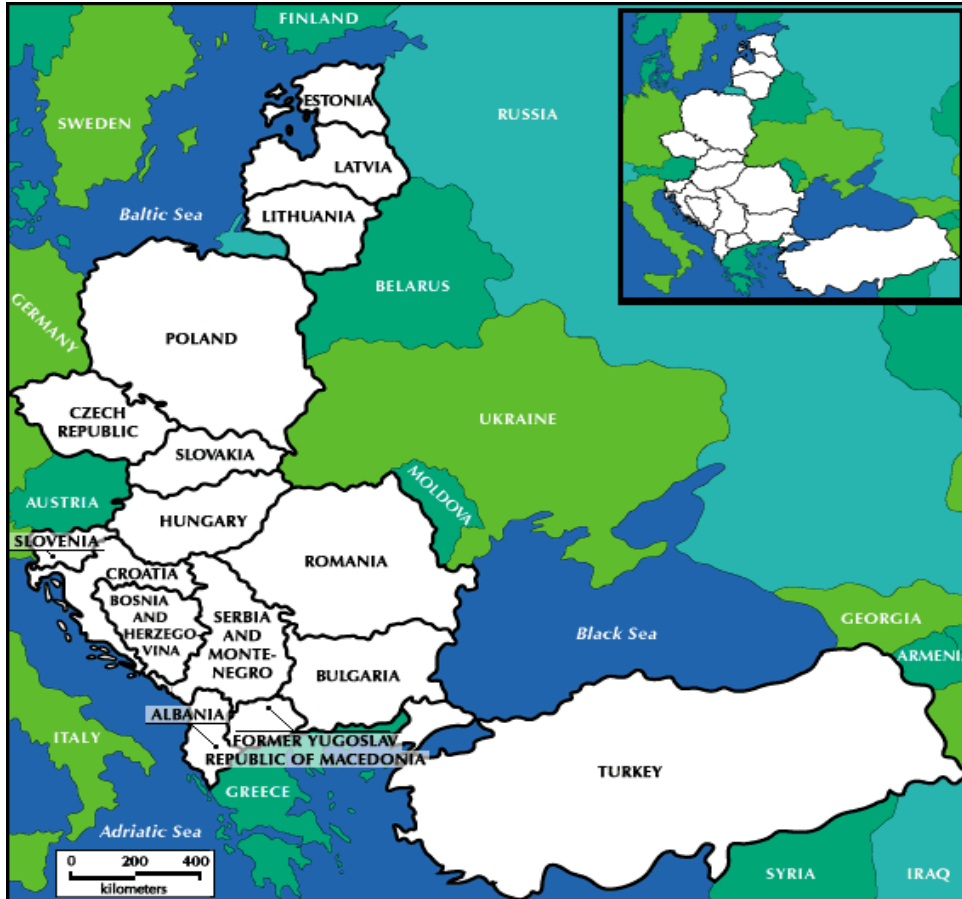 FINLAND
SWEDEN
ESTONIA
RUSSIA
LATVIA
Baltic Sea
LITHUANIA
BELARUS
GERMANY
POLAND
CZECH
REPUBLIC
UKRAINE
SLOVAKIA
MOLDOVA
AUSTRIA
HUNGARY
SLOVENIA
ROMANIA
CROATIA
BOSNIA
AND
HERZEGO-
VINA
SERBIA
AND
MONTE-
NEGRO
Black Sea
GEORGIA
ARMENIA
BULGARIA
ALBANIA
ITALY
FORMER YUGOSLAV
REPUBLIC OF MACEDONIA
TURKEY
GREECE
Adriatic Sea
0 200 400
kilometers
SYRIA
IRAQ